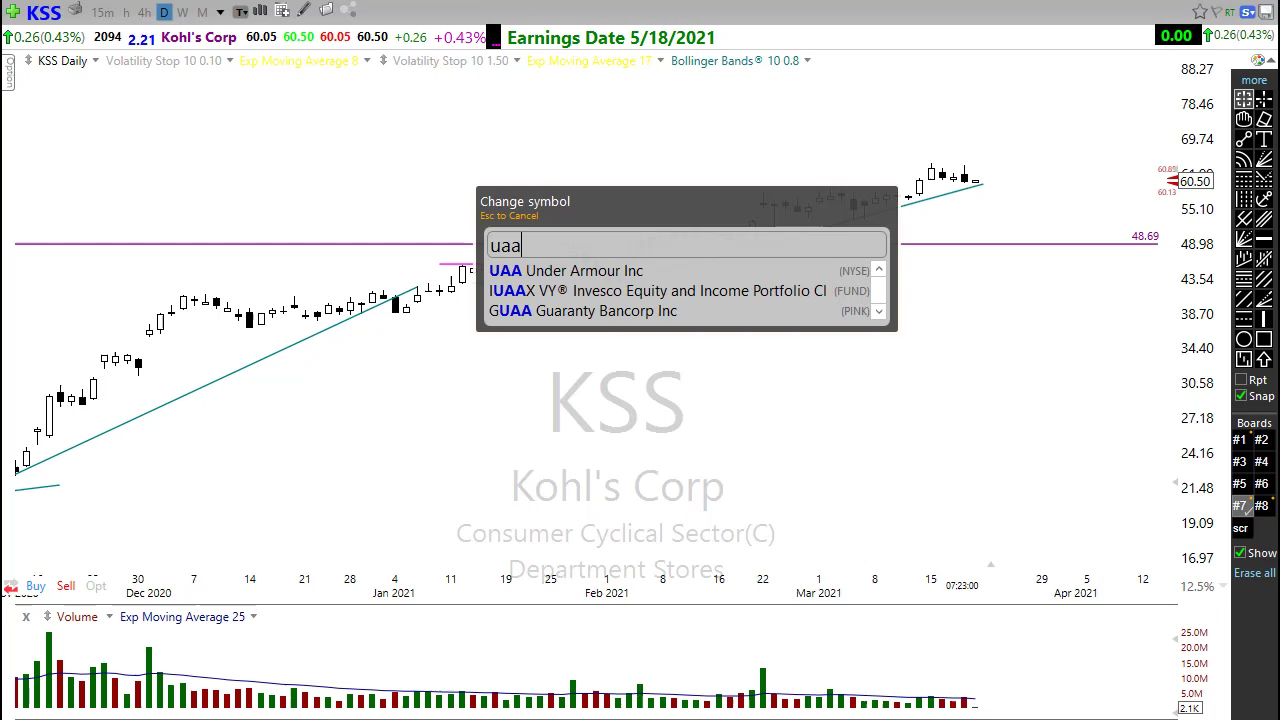 KSS 15m h 4h D W M T
0.26(0.43%) 2094 2.21 Kohl's Corp 60.05 60.50 60.05 60.50 +0.26 +0.43% Earnings Date 5/18/2021 0.00 0.26(0.43%)
RT S
Option
KSS Daily Volatility Stop 10 0.10 Exp Moving Average 8 Volatility Stop 10 1.50 Exp Moving Average 17 Bollinger Bands® 10 0.8
88.27
78.46
69.74
60.50
60.13
55.10
48.69
48.98
43.54
38.70
34.40
30.58
27.18
24.16
21.48
19.09
16.97
12.5%
Change symbol
Esc to Cancel
uaa
UAA Under Armour Inc (NYSE)
IUAAX VY® Invesco Equity and Income Portfolio Cl (FUND)
GUAA Guaranty Bancorp Inc (PINK)
KSS
Kohl's Corp
Consumer Cyclical Sector(C)
Department Stores
Buy Sell Opt
30 7 14 21 28 4 11 19 25 1 8 16 22 1 8 15 07:23:00 29 5 12
Dec 2020 Jan 2021 Feb 2021 Mar 2021 Apr 2021
x Volume Exp Moving Average 25
25.0M
20.0M
15.0M
10.0M
5.0M
2.1K
more
T
Rpt
Snap
Boards
#1 #2
#3 #4
#5 #6
#7 #8
scr
Show
Erase all